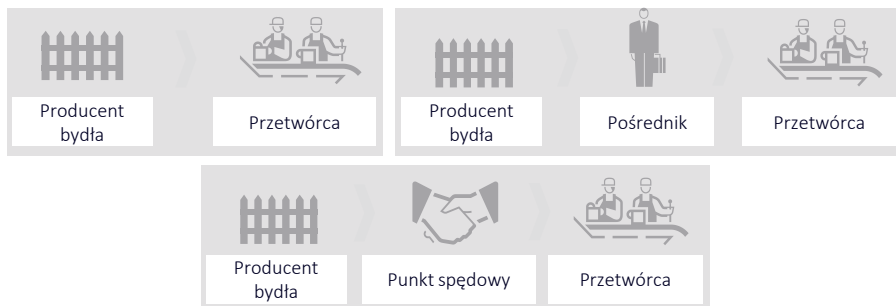 Producent
bydła
Przetwórca
Producent
bydła
Pośrednik
Przetwórca
Producent
bydła
Punkt spędowy
Przetwórca